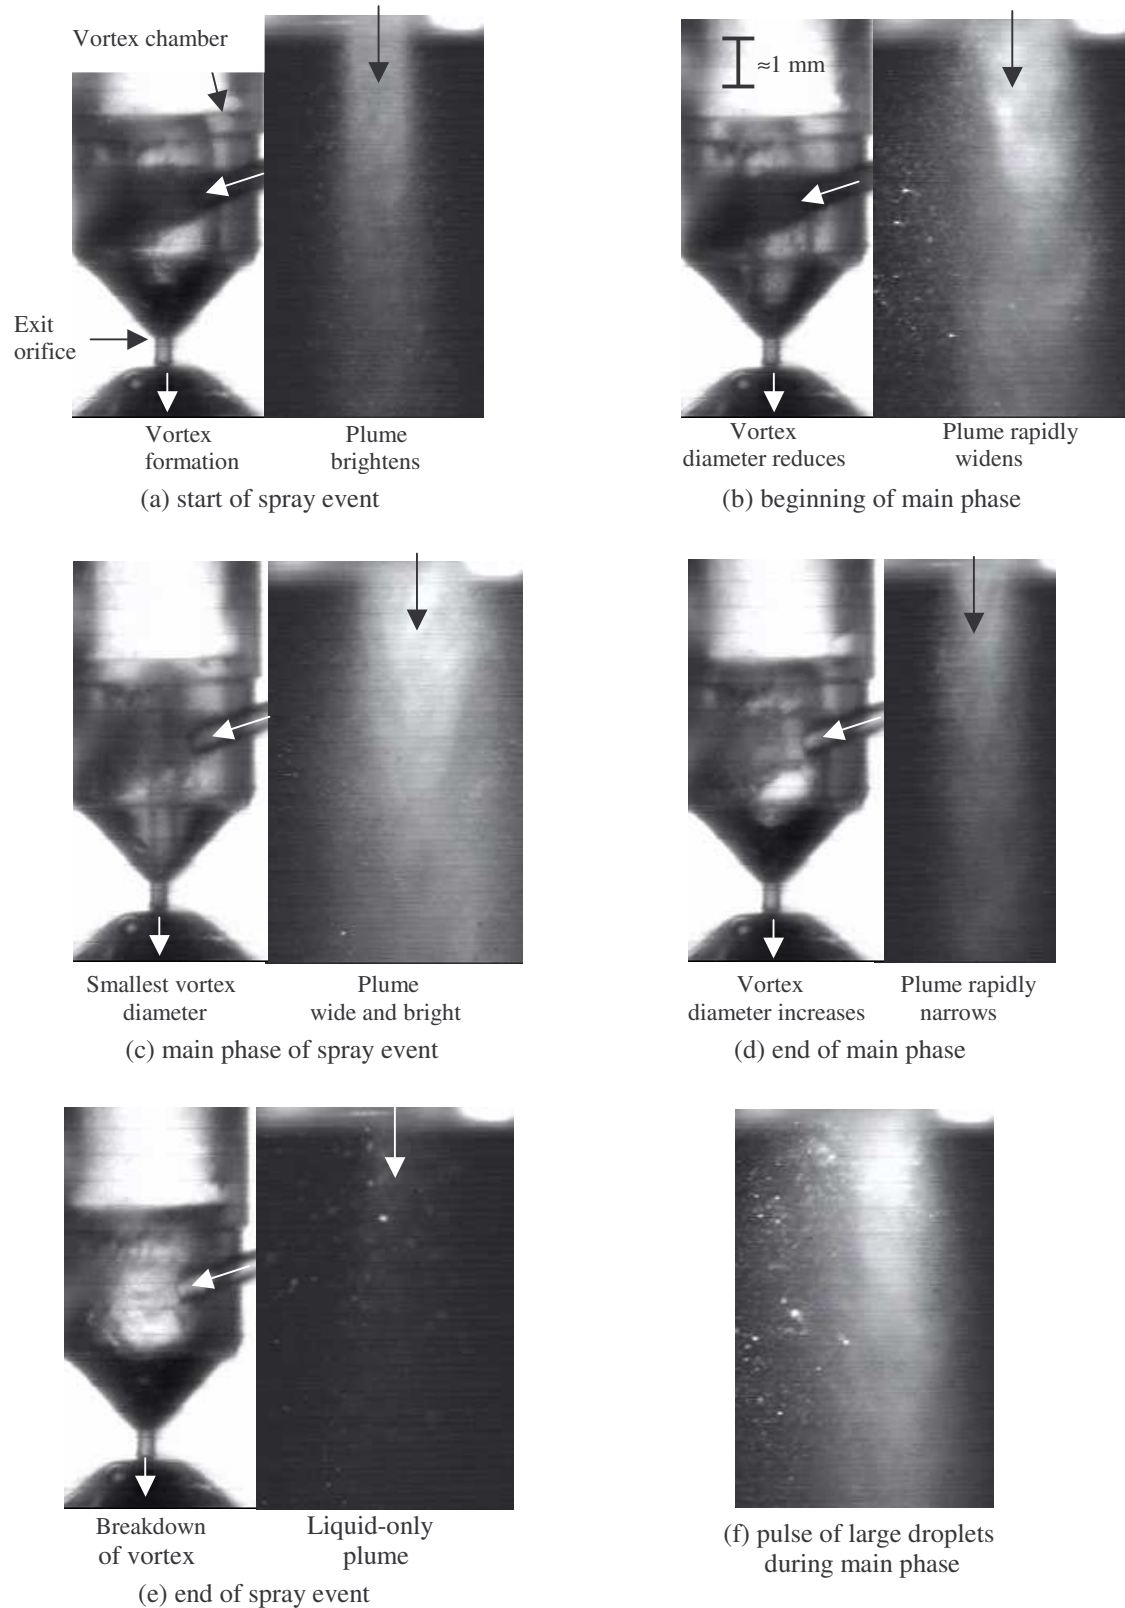 Vortex chamber
≈1 mm
Exit
orifice
Vortex
formation
Plume
brightens
(a) start of spray event
Vortex
diameter reduces
Plume rapidly
widens
(b) beginning of main phase
Smallest vortex
diameter
Plume
wide and bright
(c) main phase of spray event
Vortex
diameter increases
Plume rapidly
narrows
(d) end of main phase
Breakdown
of vortex
Liquid-only
plume
(e) end of spray event
(f) pulse of large droplets
during main phase